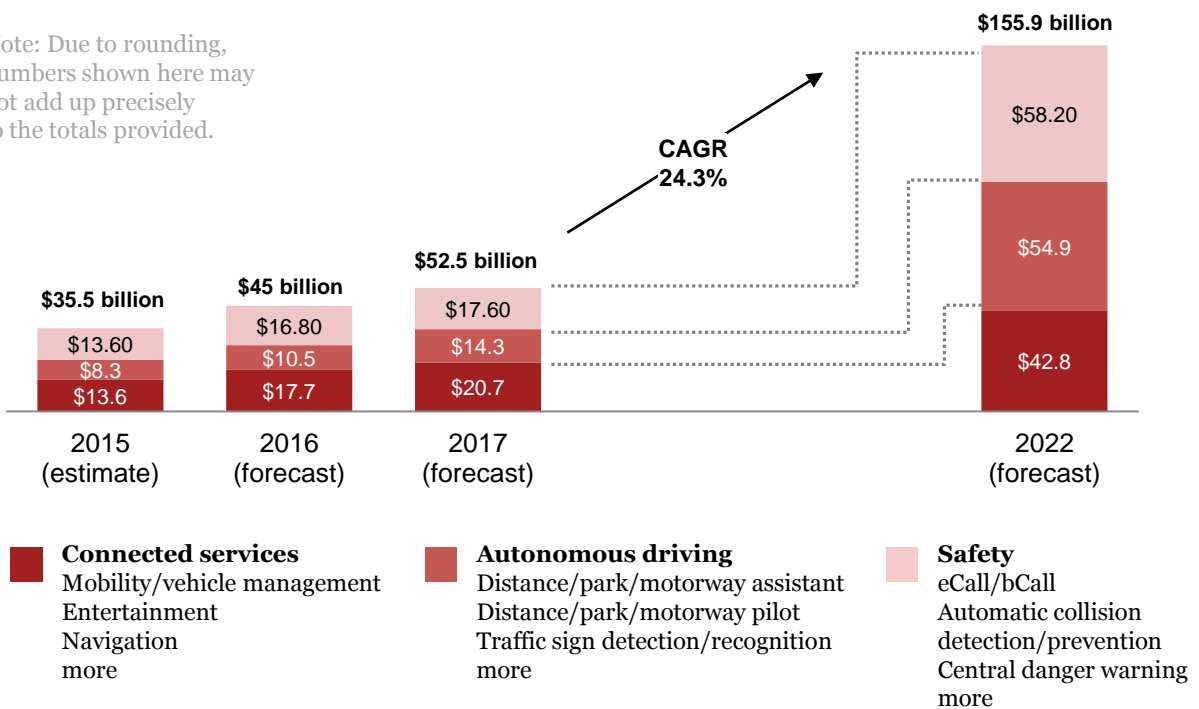 $155.9 billion
ote: Due to rounding,
umbers shown here may
ot add up precisely
o the totals provided.
$58.20
CAGR
24.3%
$54.9
$52.5 billion
$45 billion
$35.5 billion
$17.60
$16.80
$13.60
$14.3
$10.5
$8.3
$42.8
$20.7
$17.7
$13.6
2015
(estimate)
2016
(forecast)
2017
(forecast)
2022
(forecast)
Connected services
Mobility/vehicle management
Entertainment
Navigation
more
Autonomous driving
Distance/park/motorway assistant
Distance/park/motorway pilot
Traffic sign detection/recognition
more
Safety
eCall/bCall
Automatic collision
detection/prevention
Central danger warning
more